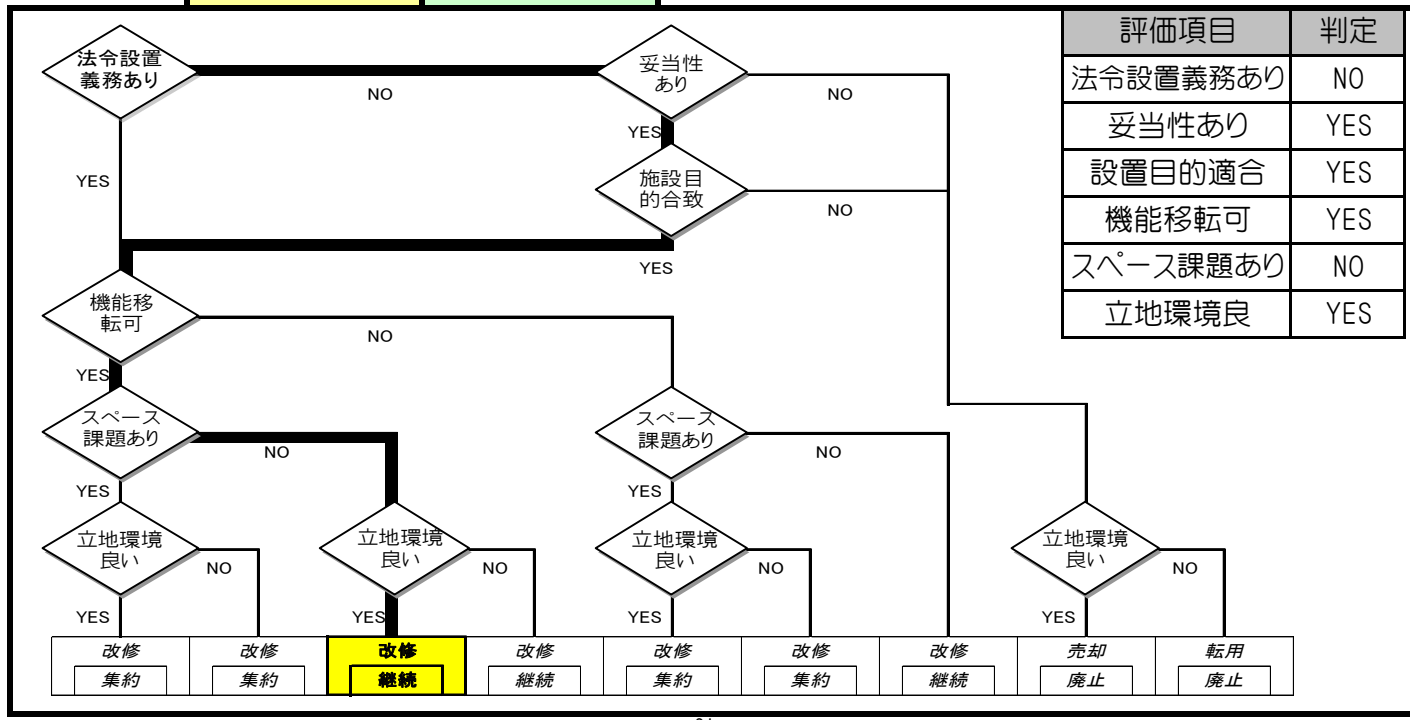 法令設置
義務あり
NO
妥当性
あり
NO
YES
YES
施設目
的合致
NO
YES
機能移
転可
NO
YES
スペース
課題あり
NO
YES
スペース
課題あり
NO
YES
立地環境
良い
NO
YES
立地環境
良い
NO
YES
立地環境
良い
NO
YES
立地環境
良い
NO
YES
改修
集約
改修
集約
改修
継続
改修
継続
改修
集約
改修
集約
改修
継続
売却
廃止
転用
廃止
評価項目 判定
法令設置義務あり NO
妥当性あり YES
設置目的適合 YES
機能移転可 YES
スペース課題あり NO
立地環境良 YES